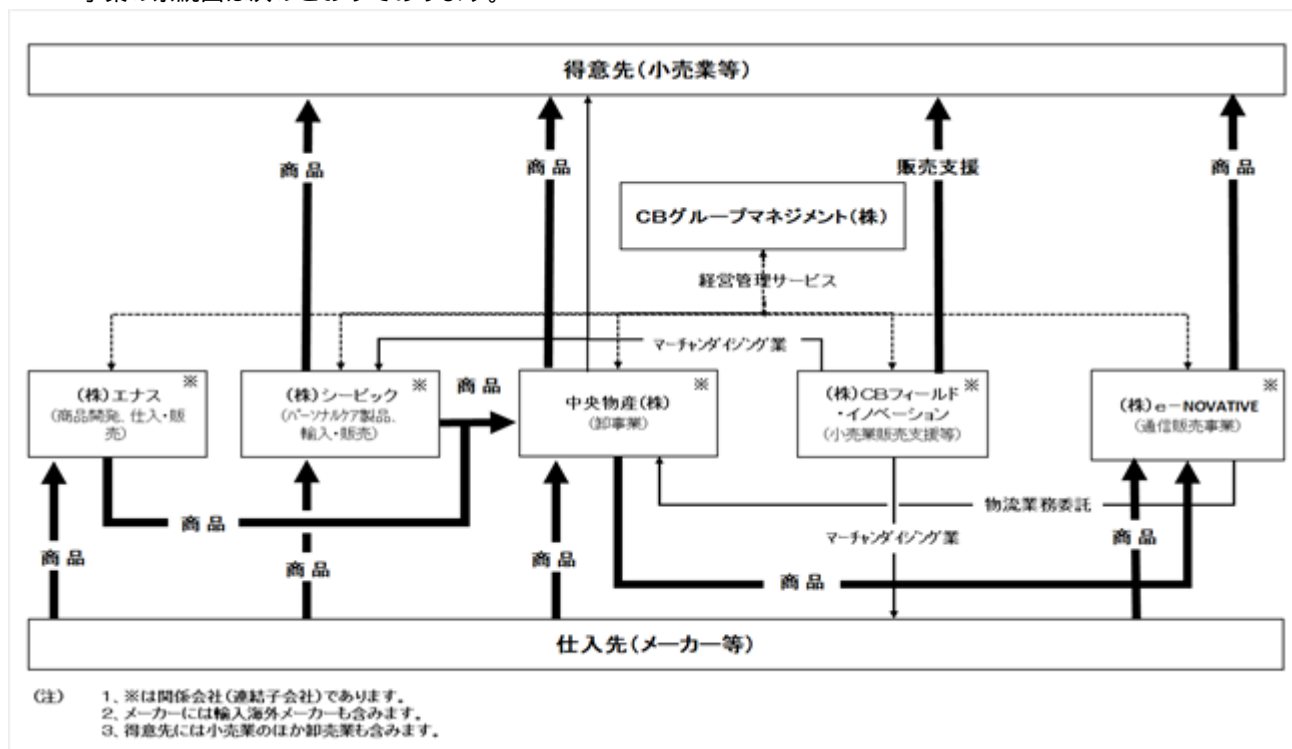 事業の系統図は次のとおりであります。
得意先(小売業等)
商品
商品
販売支援
商品
CBグループマネジメント(株)
経営管理サービス
マーチャンダイジング業
(株)エナス
※
(商品開発、仕入・販
売)
(株)シービック
※
(パーソナルケア製品、
輸入・販売)
商品
中央物産(株)
※
(卸事業)
(株)CBフィールド
※
・イノベーション
(小売業販売支援等)
(株)e-NOVATIVE
※
(通信販売事業)
商品
物流業務委託
マーチャンダイジング業
商品
商品
商品
商品
商品
仕入先(メーカー等)
(注) 1、※は関係会社(連結子会社)であります。
2、メーカーには輸入海外メーカーも含みます。
3、得意先には小売業のほか卸売業も含みます。